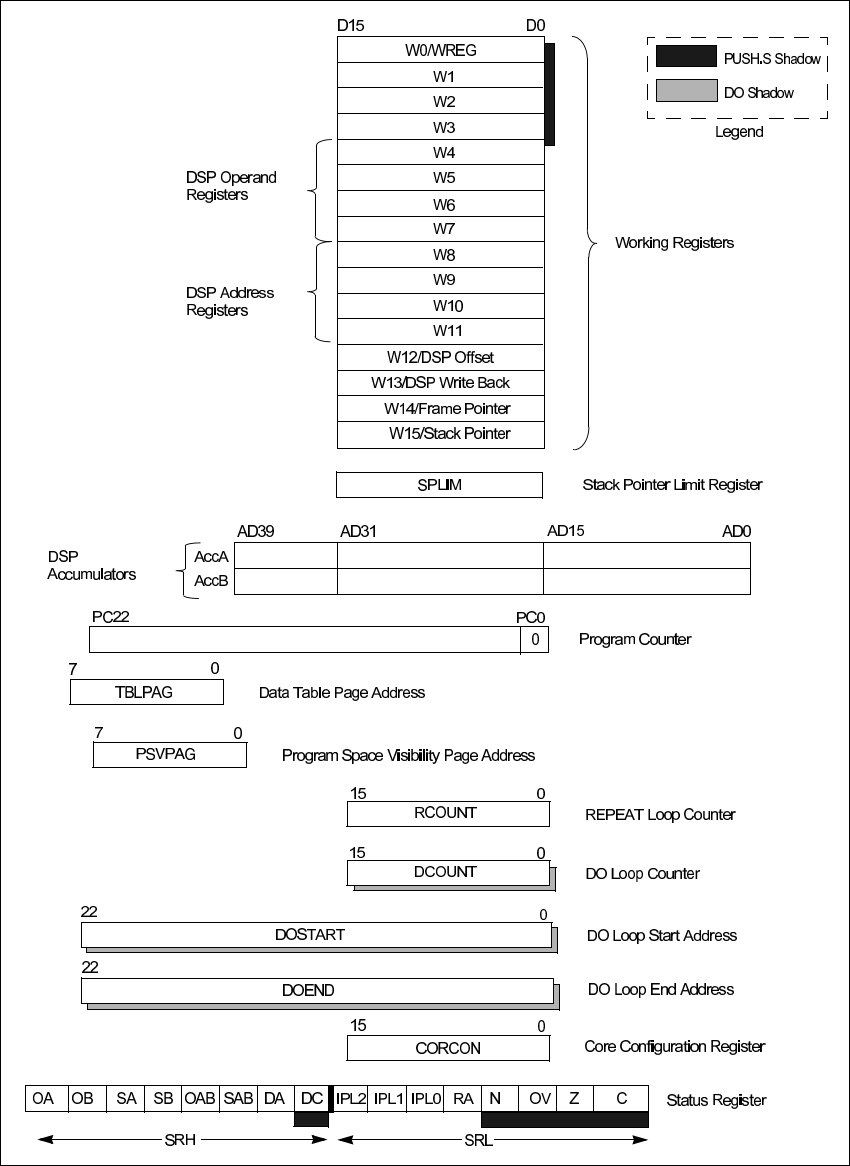 D15 D0
W0/WREG
W1
W2
W3
W4
W5
W6
W7
W8
W9
W10
W11
W12/DSP Offset
W13/DSP Write Back
W14/Frame Pointer
W15/Stack Pointer
DSP Operand
Registers
DSP Address
Registers
Working Registers
PUSH.S Shadow
DO Shadow
Legend
SPLIM Stack Pointer Limit Register
AD39 AD31 AD15 AD0
DSP
Accumulators
AccA
AccB
PC22 PC0
0 Program Counter
7 0
TBLPAG Data Table Page Address
7 0
PSVPAG Program Space Visibility Page Address
15 0
RCOUNT REPEAT Loop Counter
15 0
DCOUNT DO Loop Counter
22 0
DOSTART DO Loop Start Address
22
DOEND DO Loop End Address
15 0
CORCON Core Configuration Register
OA OB SA SB OAB SAB DA DC IPL2 IPL1 IPL0 RA N OV Z C Status Register
SRH SRL